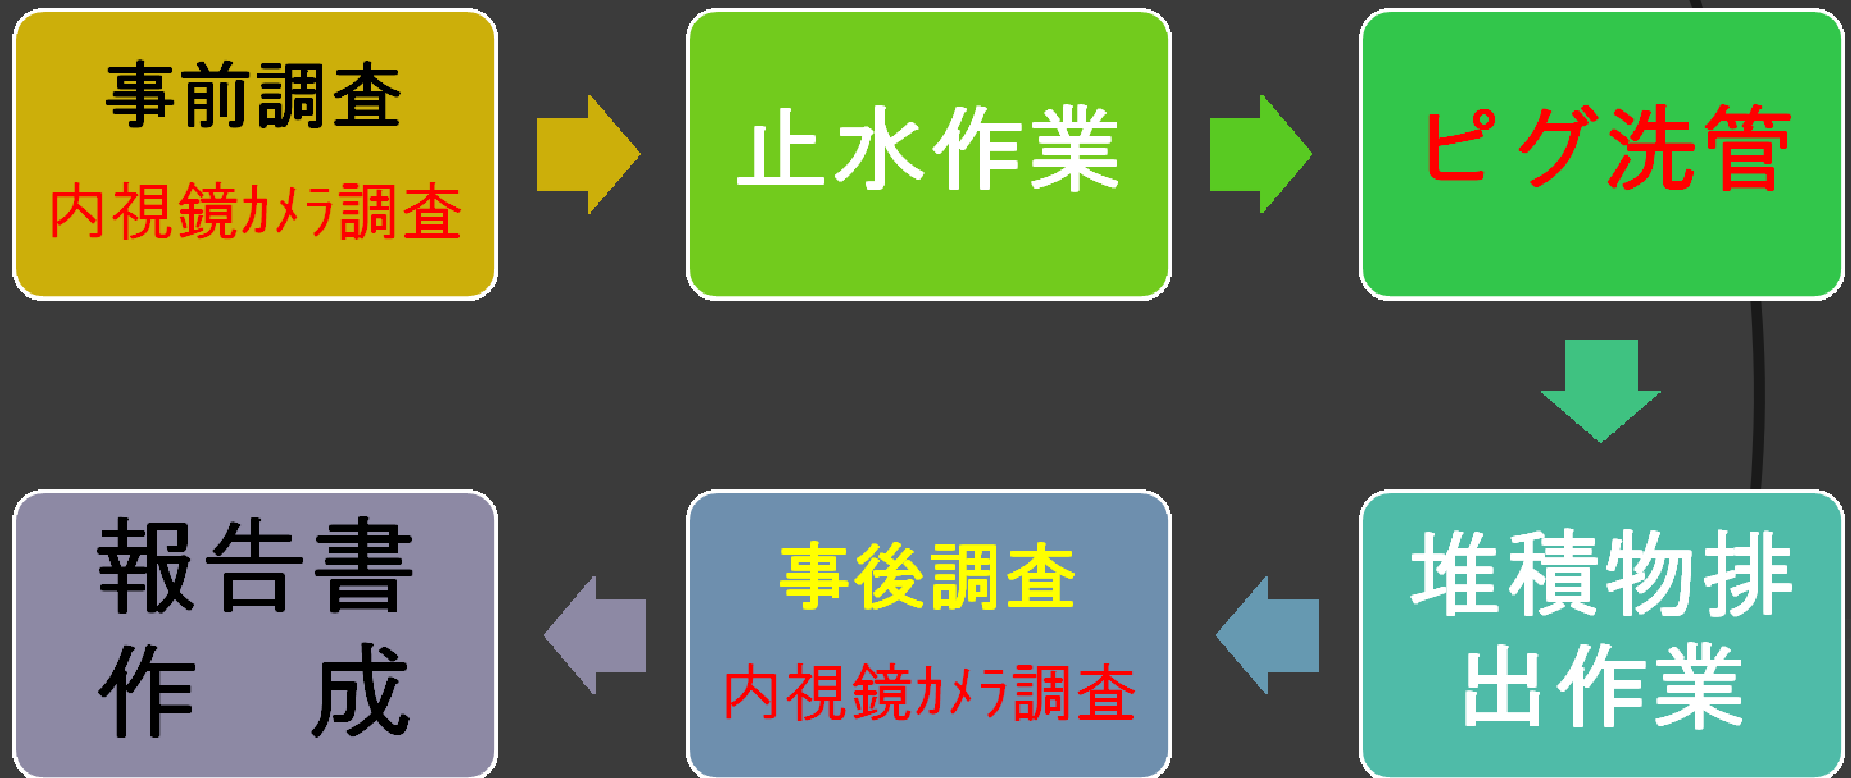 事前調査
内視鏡ｶﾒﾗ調査
止水作業
ピグ洗管
堆積物排
出作業
事後調査
内視鏡ｶﾒﾗ調査
報告書
作　成